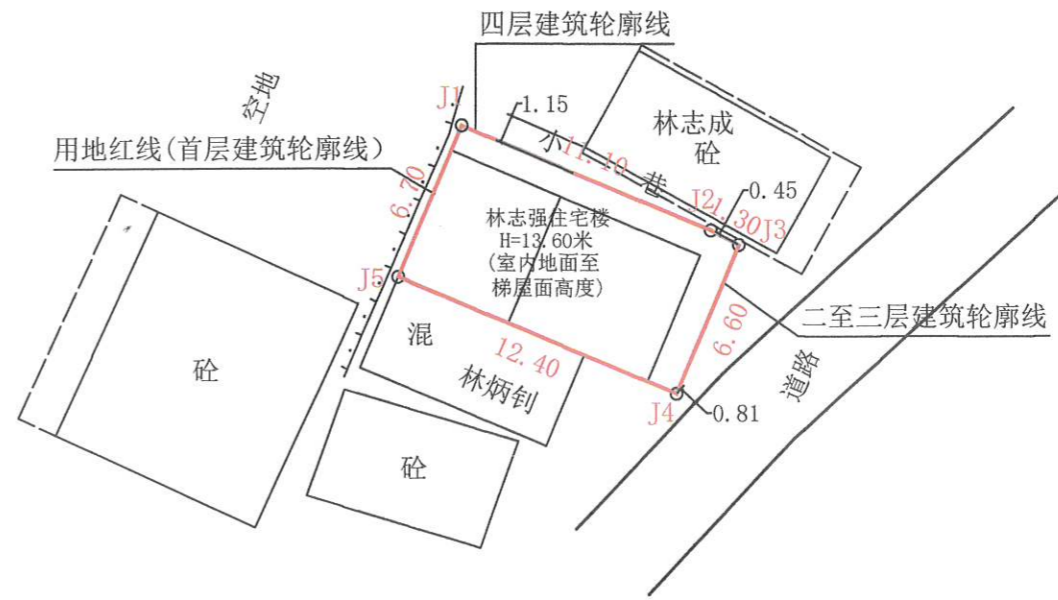 四层建筑轮廓线
空地
J1
1.15
小
巷
11.10
林志成
砼
用地红线(首层建筑轮廓线)
6.70
J2
1.30
J3
0.45
林志强住宅楼
H=13.60米
(室内地面至
梯屋面高度)
J5
二至三层建筑轮廓线
6.60
混
12.40
林炳钊
道路
砼
J4
0.81
砼